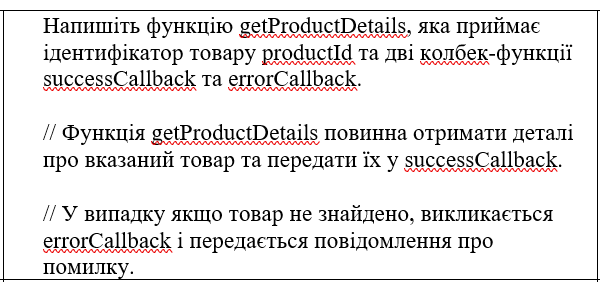 Напишіть функцію getProductDetails, яка приймає
ідентифікатор товару productId та дві колбек-функції
successCallback та errorCallback.
// Функція getProductDetails повинна отримати деталі
про вказаний товар та передати їх у successCallback.
// У випадку якщо товар не знайдено, викликається
errorCallback і передається повідомлення про
помилку.